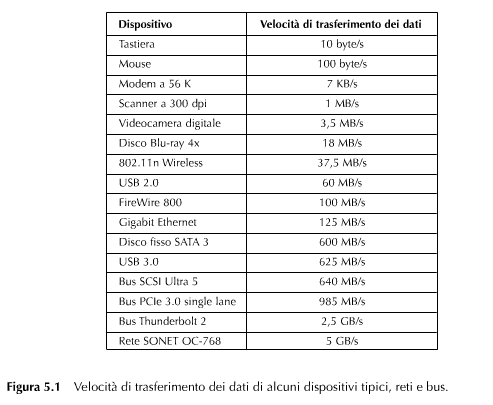 Dispositivo Velocità di trasferimento dei dati
Tastiera 10 byte/s
Mouse 100 byte/s
Modem a 56 K 7 KB/s
Scanner a 300 dpi 1 MB/s
Videocamera digitale 3,5 MB/s
Disco Blu-ray 4x 18 MB/s
802.11n Wireless 37,5 MB/s
USB 2.0 60 MB/s
FireWire 800 100 MB/s
Gigabit Ethernet 125 MB/s
Disco fisso SATA 3 600 MB/s
USB 3.0 625 MB/s
Bus SCSI Ultra 5 640 MB/s
Bus PCIe 3.0 single lane 985 MB/s
Bus Thunderbolt 2 2,5 GB/s
Rete SONET OC-768 5 GB/s
Figura 5.1 Velocità di trasferimento dei dati di alcuni dispositivi tipici, reti e bus.